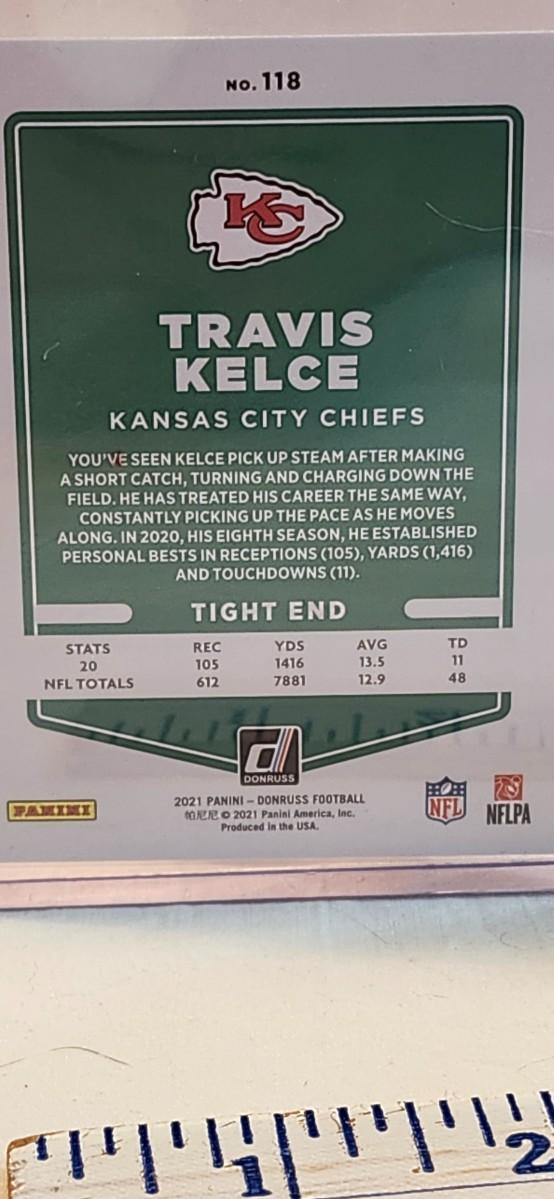 NO. 118
KC
TRAVIS
KELCE
KANSAS CITY CHIEFS
YOU'VE SEEN KELCE PICK UP STEAM AFTER MAKING
A SHORT CATCH, TURNING AND CHARGING DOWN THE
FIELD. HE HAS TREATED HIS CAREER THE SAME WAY,
CONSTANTLY PICKING UP THE PACE AS HE MOVES
ALONG. IN 2020, HIS EIGHTH SEASON, HE ESTABLISHED
PERSONAL BESTS IN RECEPTIONS (105), YARDS (1,416)
AND TOUCHDOWNS (11).
TIGHT END
STATS REC YDS AVG TD
20 105 1416 13.5 11
NFL TOTALS 612 7881 12.9 48
d
DONRUSS
PANINI
2021 PANINI – DONRUSS FOOTBALL
帕尼尼 © 2021 Panini America, Inc.
Produced in the USA.
NFL
NFLPA
1 2